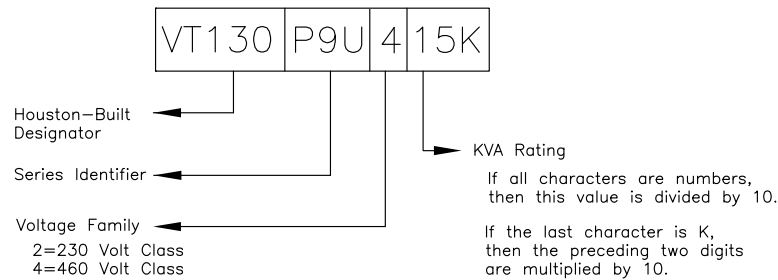 VT130 P9U 4 15K
Houston-Built
Designator
Series Identifier
Voltage Family
2=230 Volt Class
4=460 Volt Class
KVA Rating
If all characters are numbers,
then this value is divided by 10.
If the last character is K,
then the preceding two digits
are multiplied by 10.